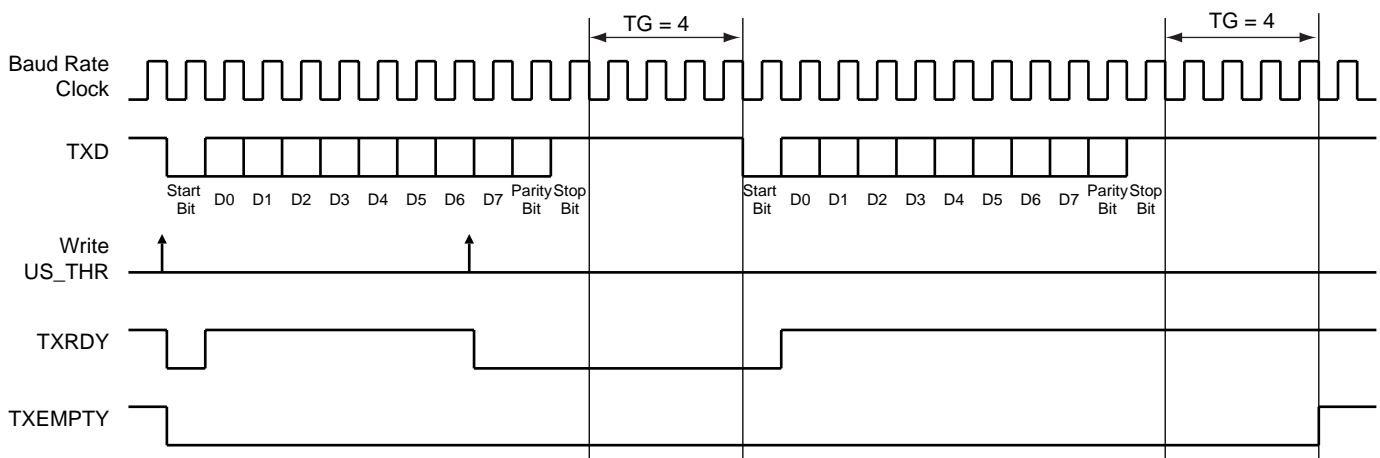 TG = 4
TG = 4
Baud Rate
Clock
TXD
Start
Bit
D0
D1
D2
D3
D4
D5
D6
D7
Parity
Bit
Stop
Bit
Start
Bit
D0
D1
D2
D3
D4
D5
D6
D7
Parity
Bit
Stop
Bit
Write
US_THR
TXRDY
TXEMPTY